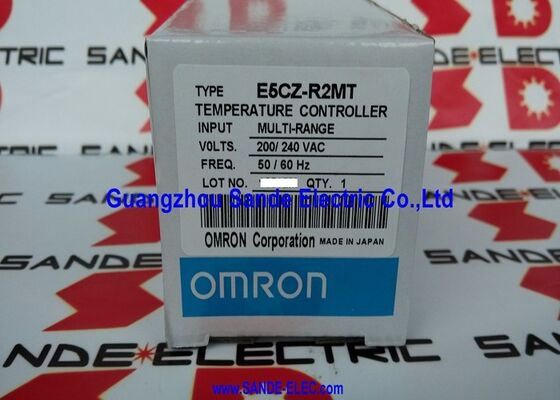 TYPE E5CZ-R2MT
TEMPERATURE CONTROLLER
INPUT MULTI-RANGE
VOLTS. 200/ 240 VAC
FREQ. 50 / 60 Hz
LOT NO. QTY. 1
Guangzhou Sande Electric Co.,Ltd
OMRON Corporation MADE IN JAPAN
OMRON
SANDE ELECTRIC
WWW.SANDE-ELEC.COM